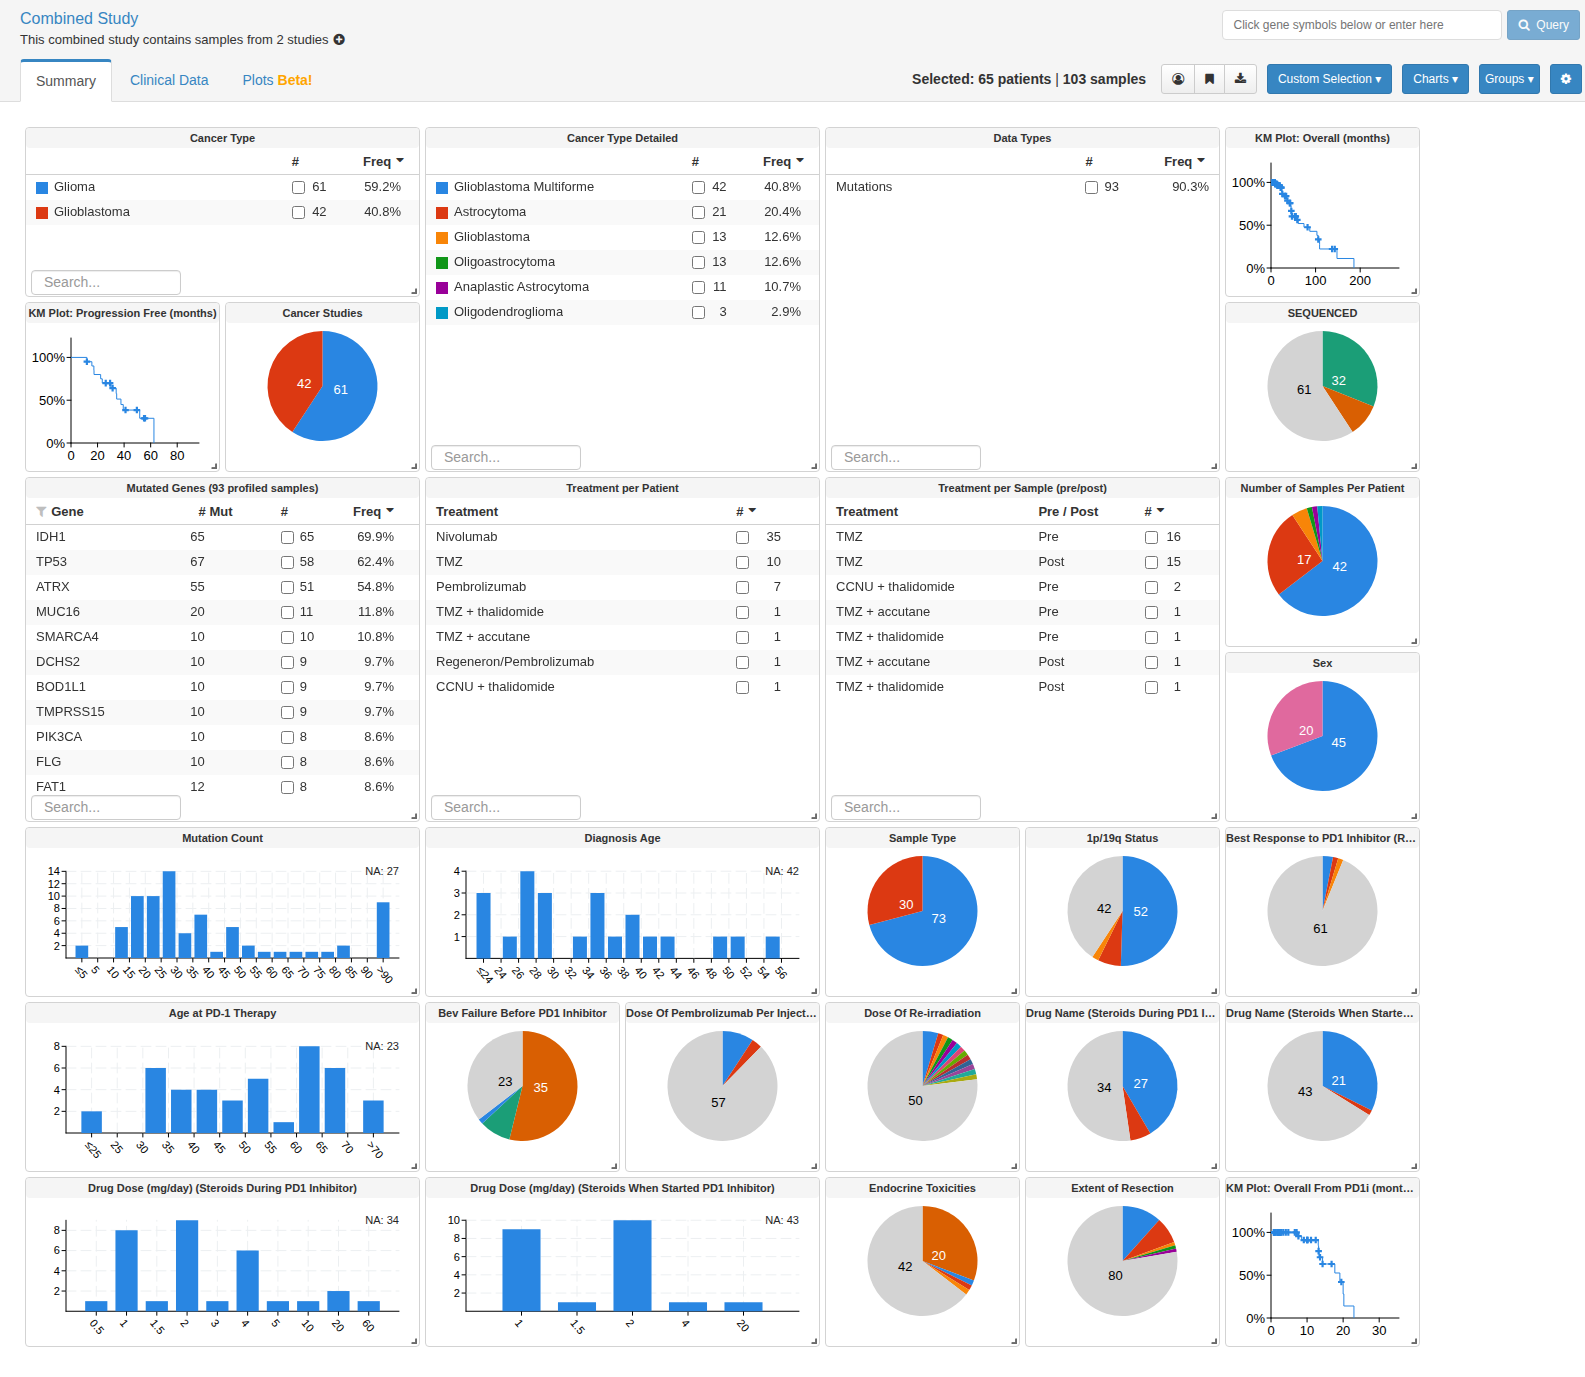 Combined Study
This combined study contains samples from 2 studies
Click gene symbols below or enter here
Query
Summary
Clinical Data
Plots Beta!
Selected: 65 patients | 103 samples
Custom Selection ▾
Charts ▾
Groups ▾
Cancer Type
# Freq
Glioma 61 59.2%
Glioblastoma 42 40.8%
Search...
Cancer Type Detailed
# Freq
Glioblastoma Multiforme 42 40.8%
Astrocytoma 21 20.4%
Glioblastoma 13 12.6%
Oligoastrocytoma 13 12.6%
Anaplastic Astrocytoma 11 10.7%
Oligodendroglioma 3 2.9%
Search...
Data Types
# Freq
Mutations 93 90.3%
Search...
KM Plot: Overall (months)
100%
50%
0%
0 100 200
KM Plot: Progression Free (months)
100%
50%
0%
0 20 40 60 80
Cancer Studies
42 61
SEQUENCED
61 32
Mutated Genes (93 profiled samples)
Gene # Mut # Freq
IDH1 65 65 69.9%
TP53 67 58 62.4%
ATRX 55 51 54.8%
MUC16 20 11 11.8%
SMARCA4 10 10 10.8%
DCHS2 10 9 9.7%
BOD1L1 10 9 9.7%
TMPRSS15 10 9 9.7%
PIK3CA 10 8 8.6%
FLG 10 8 8.6%
FAT1 12 8 8.6%
Search...
Treatment per Patient
Treatment #
Nivolumab 35
TMZ 10
Pembrolizumab 7
TMZ + thalidomide 1
TMZ + accutane 1
Regeneron/Pembrolizumab 1
CCNU + thalidomide 1
Search...
Treatment per Sample (pre/post)
Treatment Pre / Post #
TMZ Pre 16
TMZ Post 15
CCNU + thalidomide Pre 2
TMZ + accutane Pre 1
TMZ + thalidomide Pre 1
TMZ + accutane Post 1
TMZ + thalidomide Post 1
Search...
Number of Samples Per Patient
17 42
Sex
20 45
Mutation Count
NA: 27
14
12
10
8
6
4
2
≤5 5 10 15 20 25 30 35 40 45 50 55 60 65 70 75 80 85 90 >90
Diagnosis Age
NA: 42
4
3
2
1
≤24 24 26 28 30 32 34 36 38 40 42 44 46 48 50 52 54 56
Sample Type
30 73
1p/19q Status
42 52
Best Response to PD1 Inhibitor (R...
61
Age at PD-1 Therapy
NA: 23
8
6
4
2
≤25 25 30 35 40 45 50 55 60 65 70 >70
Bev Failure Before PD1 Inhibitor
23 35
Dose Of Pembrolizumab Per Inject...
57
Dose Of Re-irradiation
50
Drug Name (Steroids During PD1 I...
34 27
Drug Name (Steroids When Starte...
43 21
Drug Dose (mg/day) (Steroids During PD1 Inhibitor)
NA: 34
8
6
4
2
0.5 1 1.5 2 3 4 5 10 20 60
Drug Dose (mg/day) (Steroids When Started PD1 Inhibitor)
NA: 43
10
8
6
4
2
1 1.5 2 4 20
Endocrine Toxicities
42 20
Extent of Resection
80
KM Plot: Overall From PD1i (mont...
100%
50%
0%
0 10 20 30